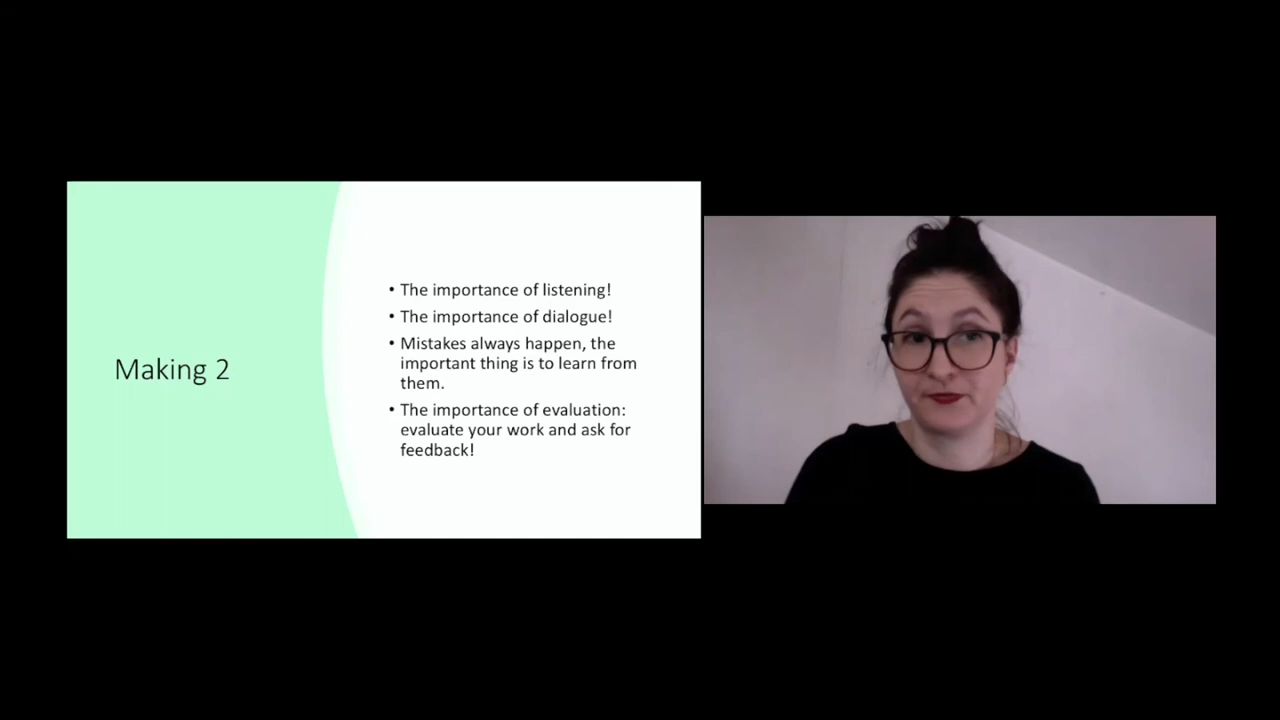 Making 2
• The importance of listening!
• The importance of dialogue!
• Mistakes always happen, the
important thing is to learn from
them.
• The importance of evaluation:
evaluate your work and ask for
feedback!